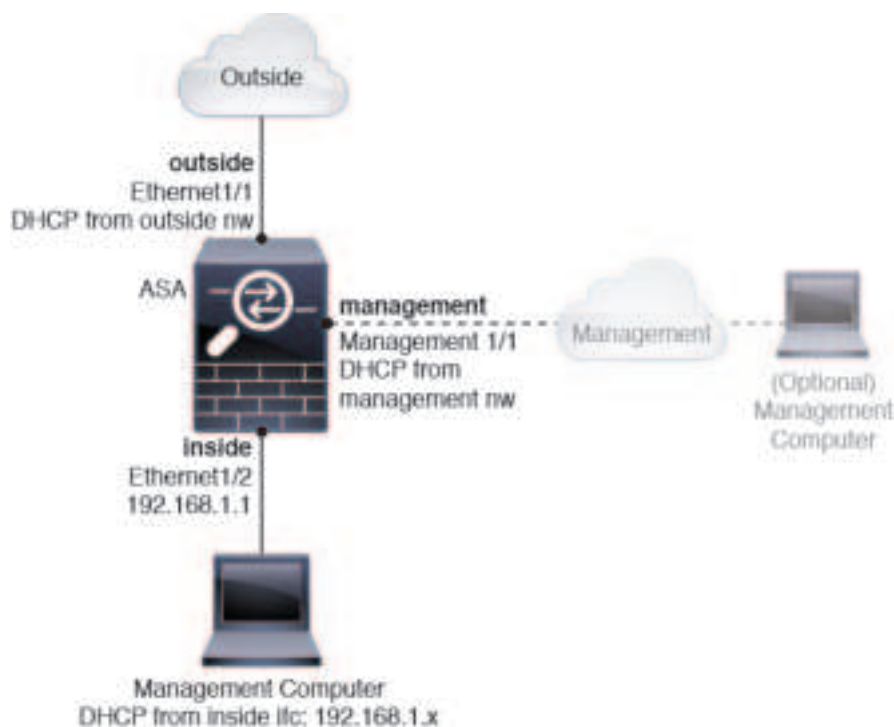 Outside
outside
Ethernet1/1
DHCP from outside nw
ASA
management
Management 1/1
DHCP from
management nw
Management
(Optional)
Management
Computer
inside
Ethernet1/2
192.168.1.1
Management Computer
DHCP from inside ifc: 192.168.1.x